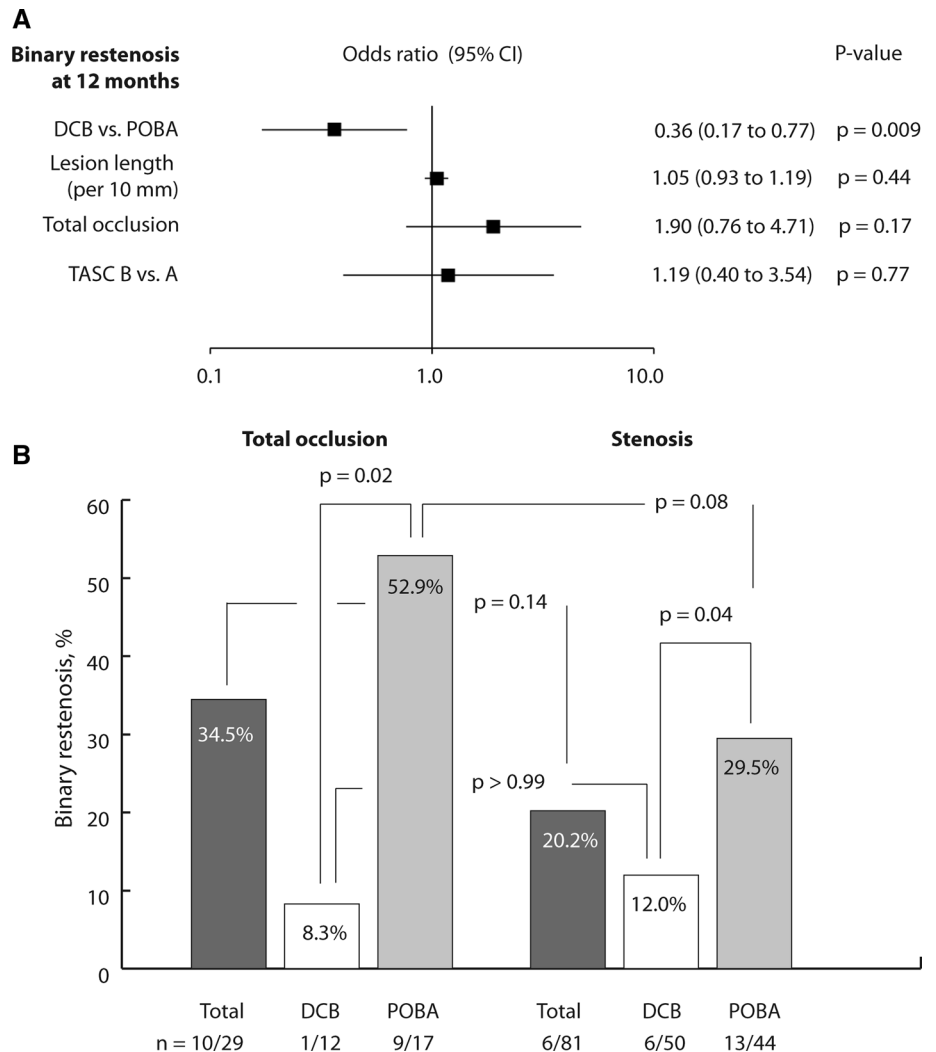 A
Binary restenosis at 12 months
Odds ratio (95% CI)
P-value
DCB vs. POBA
0.36 (0.17 to 0.77)
p = 0.009
Lesion length (per 10 mm)
1.05 (0.93 to 1.19)
p = 0.44
Total occlusion
1.90 (0.76 to 4.71)
p = 0.17
TASC B vs. A
1.19 (0.40 to 3.54)
p = 0.77
0.1
1.0
10.0
B
Total occlusion
Stenosis
Binary restenosis, %
60
50
40
30
20
10
0
p = 0.02
p = 0.08
p = 0.14
p = 0.04
p > 0.99
34.5%
8.3%
52.9%
20.2%
12.0%
29.5%
Total
DCB
POBA
Total
DCB
POBA
n = 10/29
1/12
9/17
6/81
6/50
13/44